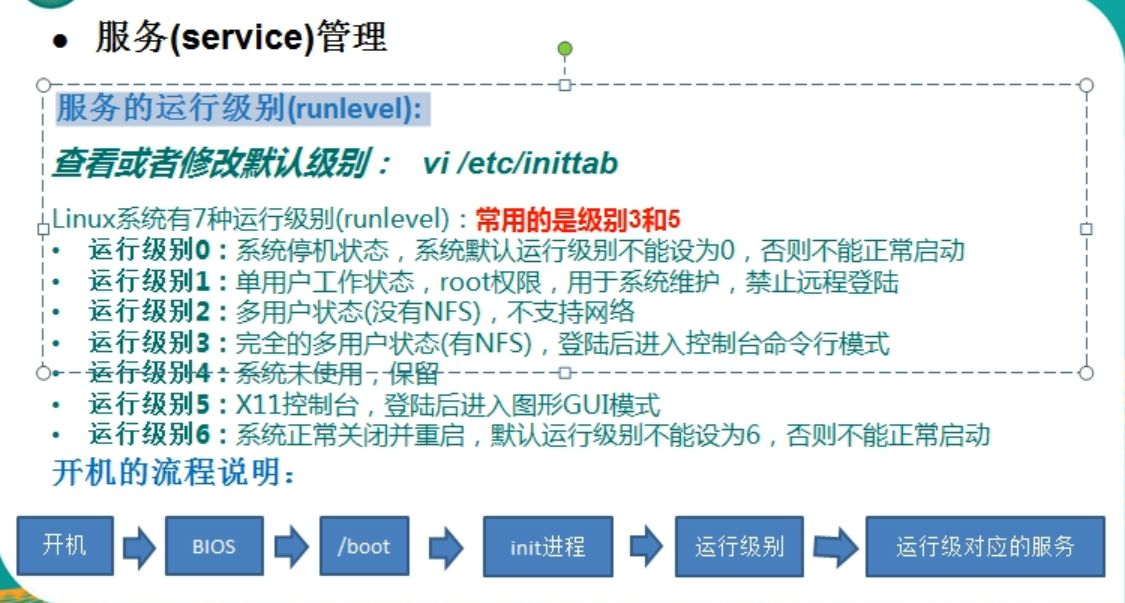 ● 服务(service)管理
服务的运行级别(runlevel):
查看或者修改默认级别： vi /etc/inittab
Linux系统有7种运行级别(runlevel)：常用的是级别3和5
• 运行级别0：系统停机状态，系统默认运行级别不能设为0，否则不能正常启动
• 运行级别1：单用户工作状态，root权限，用于系统维护，禁止远程登陆
• 运行级别2：多用户状态(没有NFS)，不支持网络
• 运行级别3：完全的多用户状态(有NFS)，登陆后进入控制台命令行模式
• 运行级别4：系统未使用，保留
• 运行级别5：X11控制台，登陆后进入图形GUI模式
• 运行级别6：系统正常关闭并重启，默认运行级别不能设为6，否则不能正常启动
开机的流程说明：
开机
BIOS
/boot
init进程
运行级别
运行级对应的服务